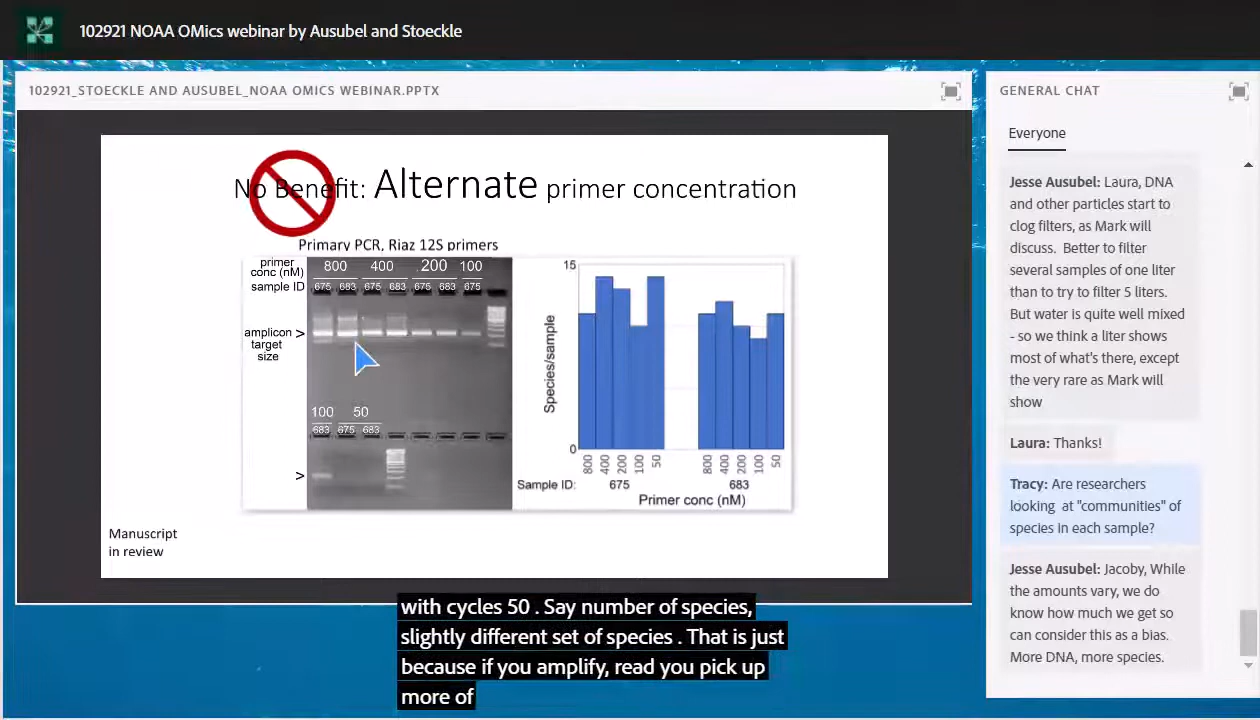 102921 NOAA OMics webinar by Ausubel and Stoeckle
102921_STOECKLE AND AUSUBEL_NOAA OMICS WEBINAR.PPTX
No Benefit: Alternate primer concentration
Primary PCR, Riaz 12S primers
primer
conc (nM) 800 400 200 100
sample ID 675 683 675 683 675 683 675
amplicon >
target
size
100 50
683 675 683
>
15
Species/sample
0
800 400 200 100 50 800 400 200 100 50
Sample ID: 675 683
Primer conc (nM)
Manuscript
in review
with cycles 50 . Say number of species,
slightly different set of species . That is just
because if you amplify, read you pick up
more of
GENERAL CHAT
Everyone
Jesse Ausubel: Laura, DNA
and other particles start to
clog filters, as Mark will
discuss. Better to filter
several samples of one liter
than to try to filter 5 liters.
But water is quite well mixed
- so we think a liter shows
most of what's there, except
the very rare as Mark will
show
Laura: Thanks!
Tracy: Are researchers
looking at "communities" of
species in each sample?
Jesse Ausubel: Jacoby, While
the amounts vary, we do
know how much we get so
can consider this as a bias.
More DNA, more species.